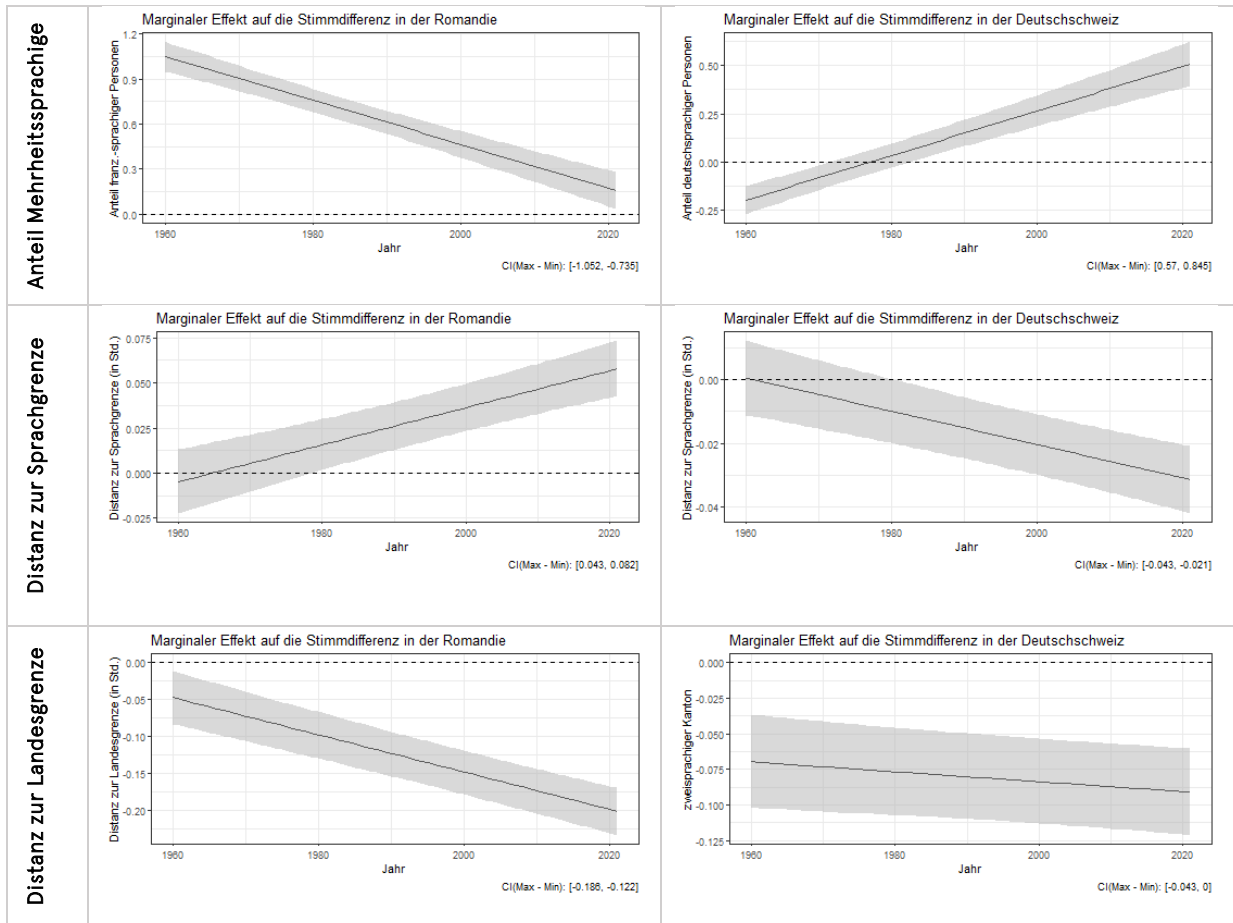 Anteil Mehrheitssprachige
Marginaler Effekt auf die Stimmdifferenz in der Romandie
Anteil franz.-sprachiger Personen
1.2
0.9
0.6
0.3
0.0
1960 1980 2000 2020
Jahr
CI(Max - Min): [-1.052, -0.735]
Marginaler Effekt auf die Stimmdifferenz in der Deutschschweiz
Anteil deutschsprachiger Personen
0.50
0.25
0.00
-0.25
1960 1980 2000 2020
Jahr
CI(Max - Min): [0.57, 0.845]
Distanz zur Sprachgrenze
Marginaler Effekt auf die Stimmdifferenz in der Romandie
Distanz zur Sprachgrenze (in Std.)
0.075
0.050
0.025
0.000
-0.025
1960 1980 2000 2020
Jahr
CI(Max - Min): [0.043, 0.082]
Marginaler Effekt auf die Stimmdifferenz in der Deutschschweiz
Distanz zur Sprachgrenze (in Std.)
0.00
-0.02
-0.04
1960 1980 2000 2020
Jahr
CI(Max - Min): [-0.043, -0.021]
Distanz zur Landesgrenze
Marginaler Effekt auf die Stimmdifferenz in der Romandie
Distanz zur Landesgrenze (in Std.)
0.00
-0.05
-0.10
-0.15
-0.20
1960 1980 2000 2020
Jahr
CI(Max - Min): [-0.186, -0.122]
Marginaler Effekt auf die Stimmdifferenz in der Deutschschweiz
zweisprachiger Kanton
0.000
-0.025
-0.050
-0.075
-0.100
-0.125
1960 1980 2000 2020
Jahr
CI(Max - Min): [-0.043, 0]